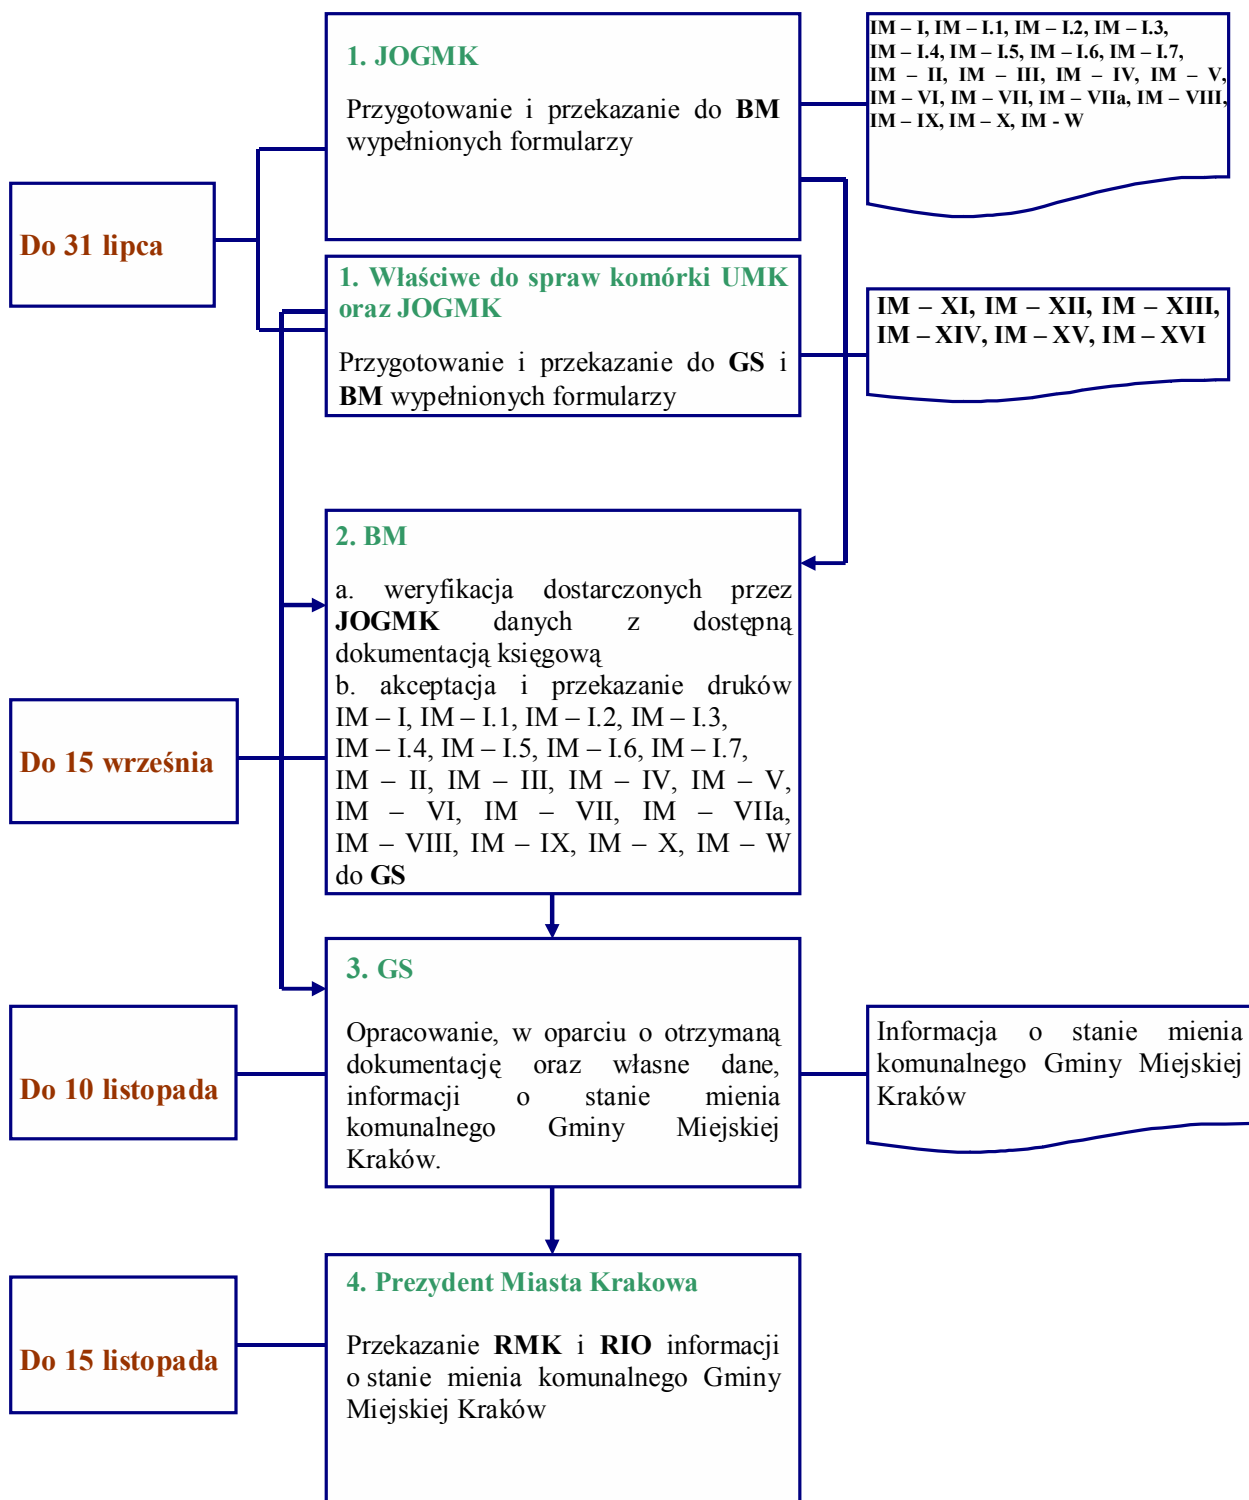 1. JOGMK
Przygotowanie i przekazanie do BM
wypełnionych formularzy
IM – I, IM – I.1, IM – I.2, IM – I.3,
IM – I.4, IM – I.5, IM – I.6, IM – I.7,
IM – II, IM – III, IM – IV, IM – V,
IM – VI, IM – VII, IM – VIIa, IM – VIII,
IM – IX, IM – X, IM - W
Do 31 lipca
1. Właściwe do spraw komórki UMK
oraz JOGMK
Przygotowanie i przekazanie do GS i
BM wypełnionych formularzy
IM – XI, IM – XII, IM – XIII,
IM – XIV, IM – XV, IM – XVI
2. BM
a. weryfikacja dostarczonych przez
JOGMK danych z dostępną
dokumentacją księgową
b. akceptacja i przekazanie druków
IM – I, IM – I.1, IM – I.2, IM – I.3,
IM – I.4, IM – I.5, IM – I.6, IM – I.7,
IM – II, IM – III, IM – IV, IM – V,
IM – VI, IM – VII, IM – VIIa,
IM – VIII, IM – IX, IM – X, IM – W
do GS
Do 15 września
3. GS
Opracowanie, w oparciu o otrzymaną
dokumentację oraz własne dane,
informacji o stanie mienia
komunalnego Gminy Miejskiej
Kraków.
Do 10 listopada
Informacja o stanie mienia
komunalnego Gminy Miejskiej
Kraków
4. Prezydent Miasta Krakowa
Przekazanie RMK i RIO informacji
o stanie mienia komunalnego Gminy
Miejskiej Kraków
Do 15 listopada